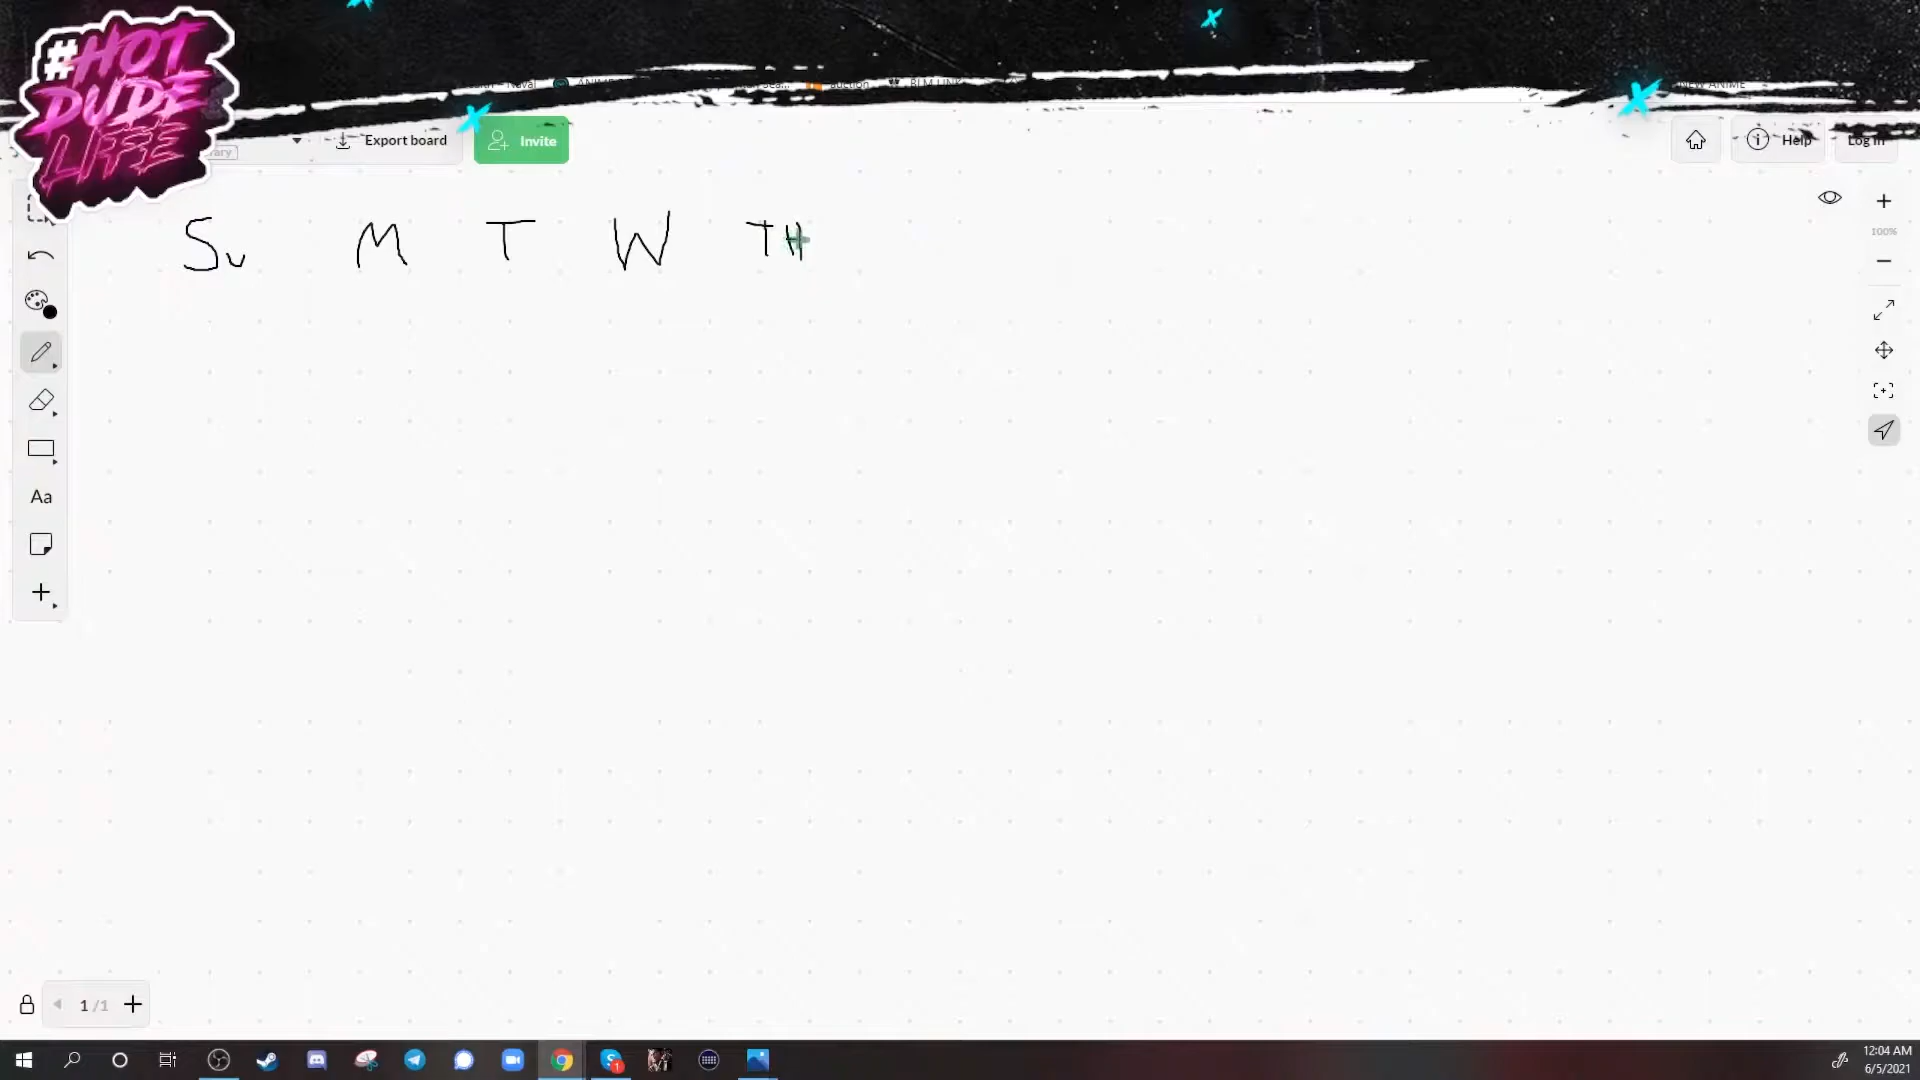 #HOT
DUDE
LIFE
Export board
Invite
Help
Log in
100%
Su M T W TH
Aa
1 /1
12:04 AM
6/5/2021